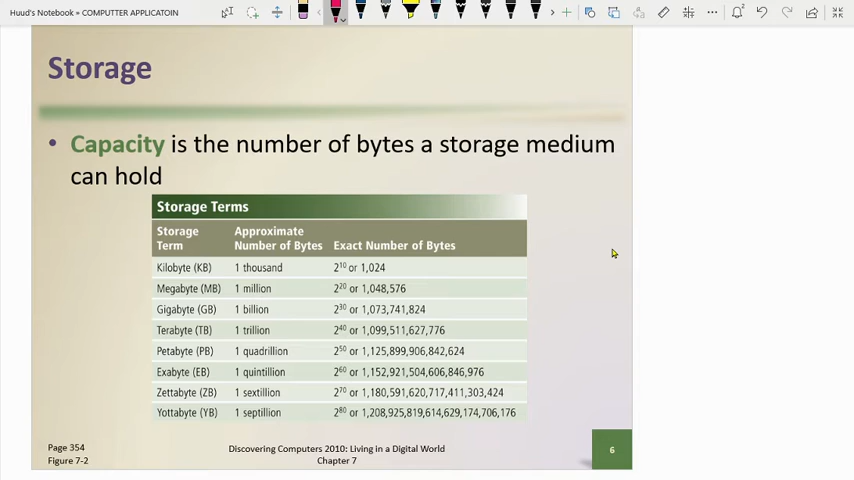 Huud's Notebook » COMPUTTER APPLICATOIN
Storage
• Capacity is the number of bytes a storage medium
can hold
Storage Terms
Storage Term Approximate Number of Bytes Exact Number of Bytes
Kilobyte (KB) 1 thousand 2¹⁰ or 1,024
Megabyte (MB) 1 million 2²⁰ or 1,048,576
Gigabyte (GB) 1 billion 2³⁰ or 1,073,741,824
Terabyte (TB) 1 trillion 2⁴⁰ or 1,099,511,627,776
Petabyte (PB) 1 quadrillion 2⁵⁰ or 1,125,899,906,842,624
Exabyte (EB) 1 quintillion 2⁶⁰ or 1,152,921,504,606,846,976
Zettabyte (ZB) 1 sextillion 2⁷⁰ or 1,180,591,620,717,411,303,424
Yottabyte (YB) 1 septillion 2⁸⁰ or 1,208,925,819,614,629,174,706,176
Page 354
Figure 7-2
Discovering Computers 2010: Living in a Digital World
Chapter 7
6